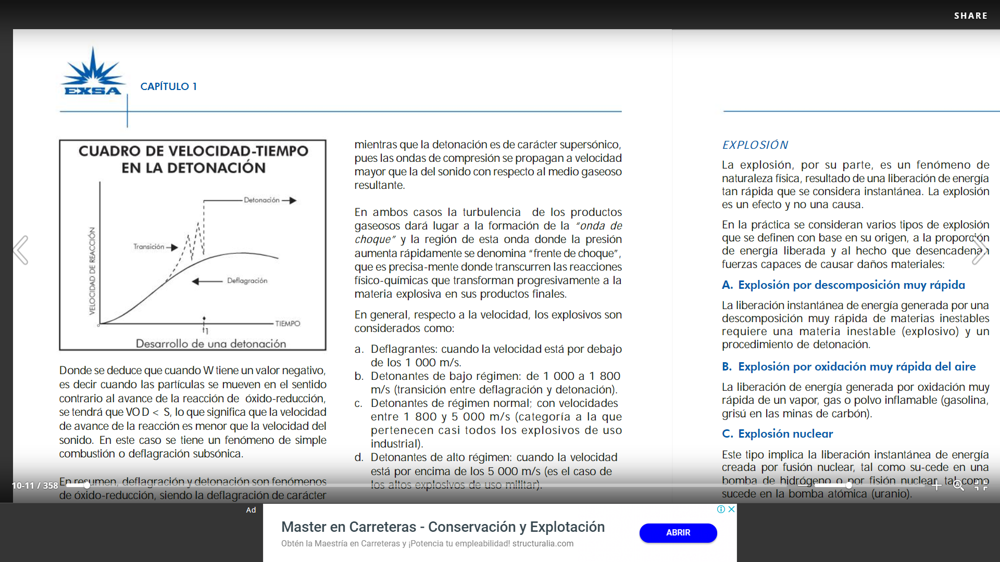 SHARE
EXSA
CAPÍTULO 1
CUADRO DE VELOCIDAD-TIEMPO
EN LA DETONACIÓN
Detonación
Transición
VELOCIDAD DE REACCIÓN
Deflagración
TIEMPO
t1
Desarrollo de una detonación
Donde se deduce que cuando W tiene un valor negativo,
es decir cuando las partículas se mueven en el sentido
contrario al avance de la reacción de óxido-reducción,
se tendrá que VOD < S, lo que significa que la velocidad
de avance de la reacción es menor que la velocidad del
sonido. En este caso se tiene un fenómeno de simple
combustión o deflagración subsónica.
En resumen, deflagración y detonación son fenómenos
de óxido-reducción, siendo la deflagración de carácter
mientras que la detonación es de carácter supersónico,
pues las ondas de compresión se propagan a velocidad
mayor que la del sonido con respecto al medio gaseoso
resultante.
En ambos casos la turbulencia de los productos
gaseosos dará lugar a la formación de la “onda de
choque” y la región de esta onda donde la presión
aumenta rápidamente se denomina “frente de choque”,
que es precisa-mente donde transcurren las reacciones
físico-químicas que transforman progresivamente a la
materia explosiva en sus productos finales.
En general, respecto a la velocidad, los explosivos son
considerados como:
a. Deflagrantes: cuando la velocidad está por debajo
de los 1 000 m/s.
b. Detonantes de bajo régimen: de 1 000 a 1 800
m/s (transición entre deflagración y detonación).
c. Detonantes de régimen normal; con velocidades
entre 1 800 y 5 000 m/s (categoría a la que
pertenecen casi todos los explosivos de uso
industrial).
d. Detonantes de alto régimen: cuando la velocidad
está por encima de los 5 000 m/s (es el caso de
los altos explosivos de uso militar).
EXPLOSIÓN
La explosión, por su parte, es un fenómeno de
naturaleza física, resultado de una liberación de energía
tan rápida que se considera instantánea. La explosión
es un efecto y no una causa.
En la práctica se consideran varios tipos de explosión
que se definen con base en su origen, a la proporción
de energía liberada y al hecho que desencadenan
fuerzas capaces de causar daños materiales:
A. Explosión por descomposición muy rápida
La liberación instantánea de energía generada por una
descomposición muy rápida de materias inestables
requiere una materia inestable (explosivo) y un
procedimiento de detonación.
B. Explosión por oxidación muy rápida del aire
La liberación de energía generada por oxidación muy
rápida de un vapor, gas o polvo inflamable (gasolina,
grisú en las minas de carbón).
C. Explosión nuclear
Este tipo implica la liberación instantánea de energía
creada por fusión nuclear, tal como su-cede en una
bomba de hidrógeno o por fisión nuclear, tal como
sucede en la bomba atómica (uranio).
10-11 / 358
Ad
Master en Carreteras - Conservación y Explotación
Obtén la Maestría en Carreteras y ¡Potencia tu empleabilidad! structuralia.com
ABRIR